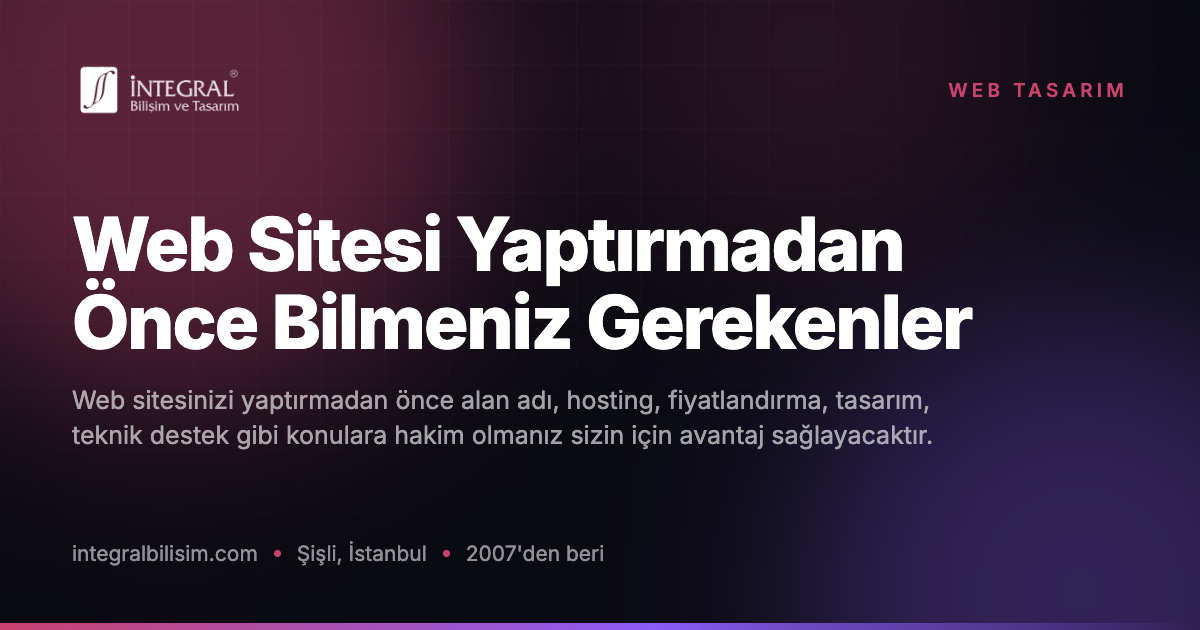 İNTEGRAL®
Bilişim ve Tasarım
WEB TASARIM
Web Sitesi Yaptırmadan
Önce Bilmeniz Gerekenler
Web sitesinizi yaptırmadan önce alan adı, hosting, fiyatlandırma, tasarım,
teknik destek gibi konulara hakim olmanız sizin için avantaj sağlayacaktır.
integralbilisim.com • Şişli, İstanbul • 2007'den beri